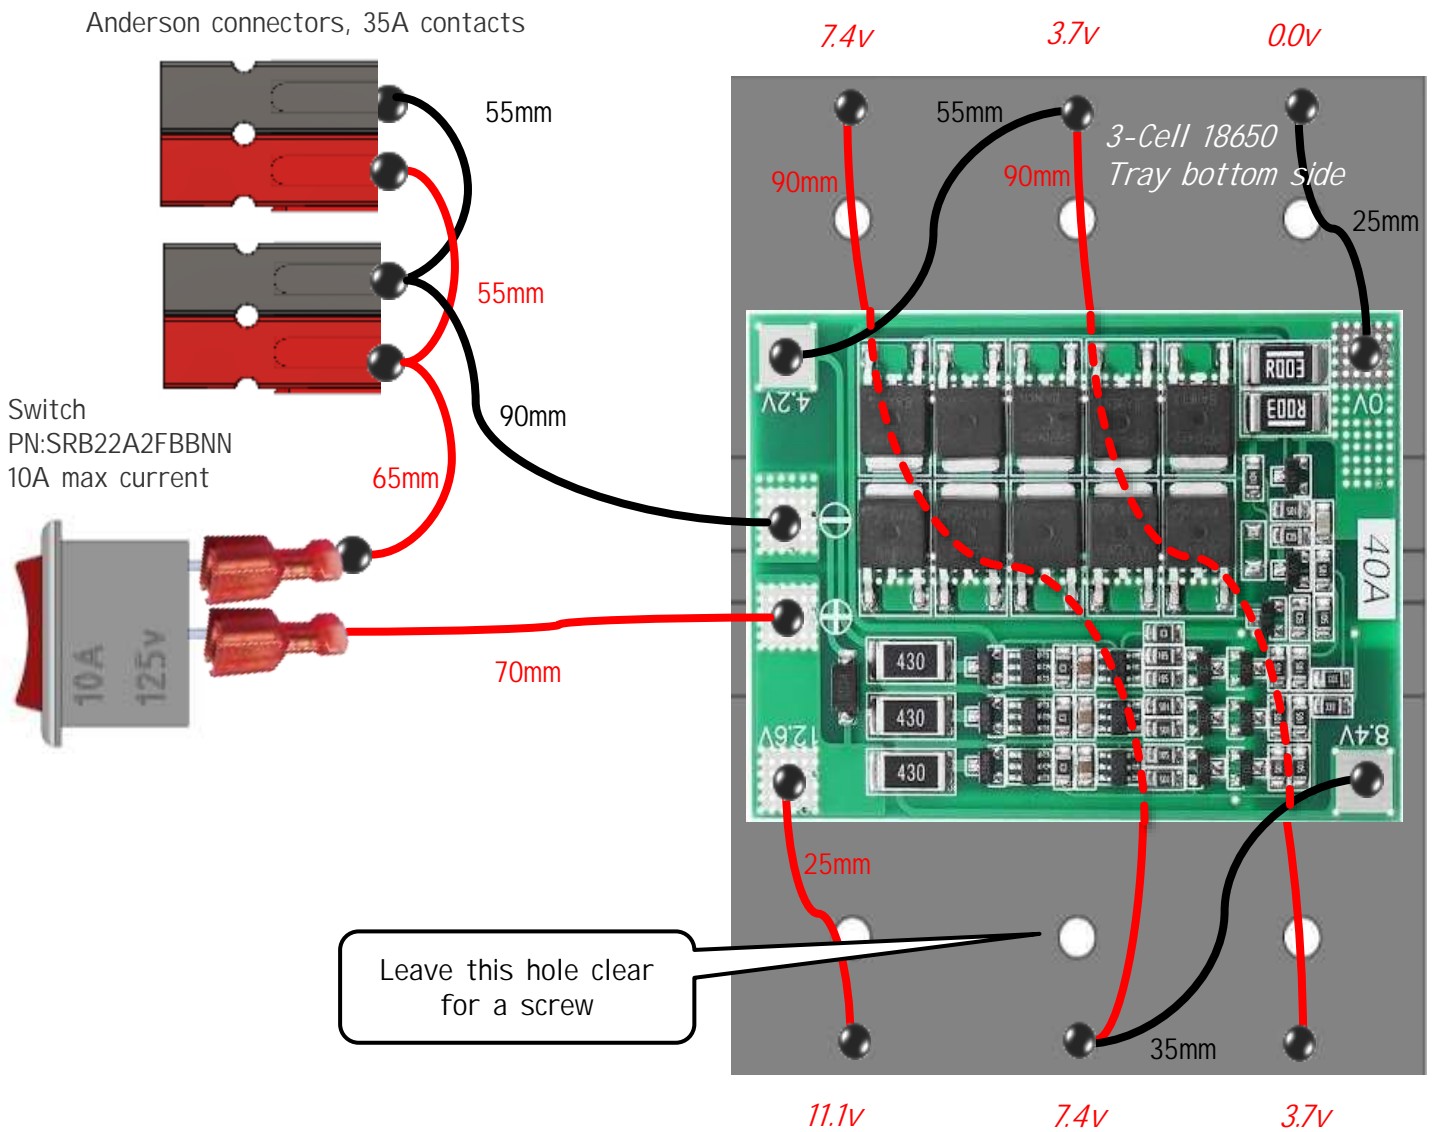 Anderson connectors, 35A contacts
7.4v
3.7v
0.0v
55mm
55mm
3-Cell 18650
Tray bottom side
90mm
90mm
25mm
55mm
R003
R003
4.2V
0V
Switch
PN:SRB22A2FBBNN
10A max current
90mm
65mm
40A
10A
125v
70mm
430
430
430
12.6V
8.4V
25mm
Leave this hole clear
for a screw
35mm
11.1v
7.4v
3.7v